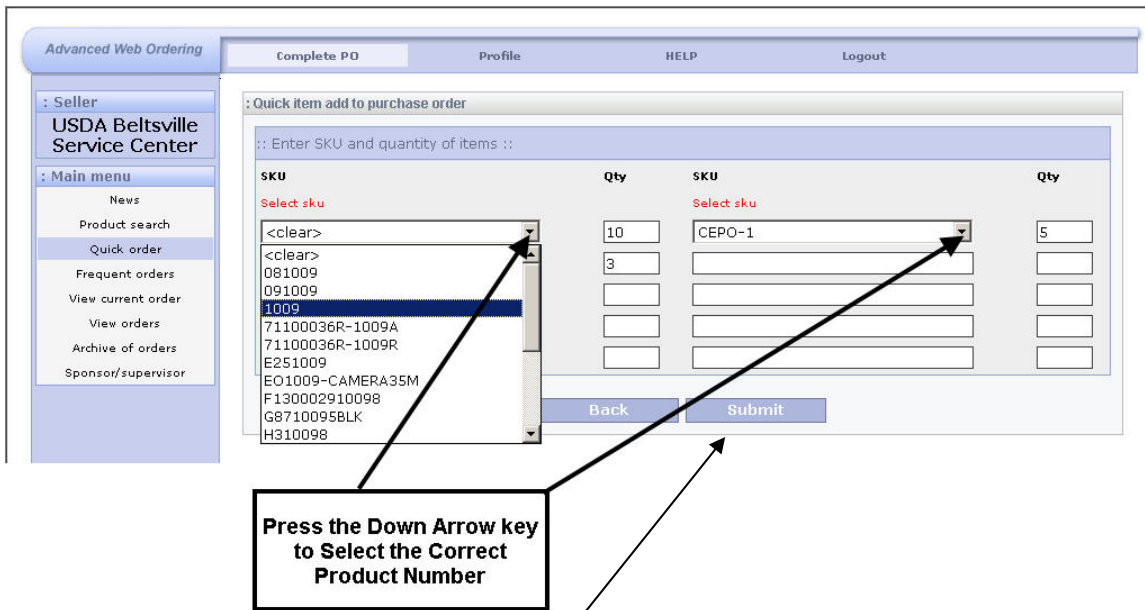 Advanced Web Ordering
Complete PO Profile HELP Logout
: Seller
USDA Beltsville
Service Center
: Main menu
News
Product search
Quick order
Frequent orders
View current order
View orders
Archive of orders
Sponsor/supervisor
: Quick item add to purchase order
:: Enter SKU and quantity of items ::
SKU Qty SKU Qty
Select sku Select sku
<clear> 10 CEPO-1 5
3
<clear>
081009
091009
1009
71100036R-1009A
71100036R-1009R
E251009
EO1009-CAMERA35M
F130002910098
G8710095BLK
H310098
Back Submit
Press the Down Arrow key
to Select the Correct
Product Number